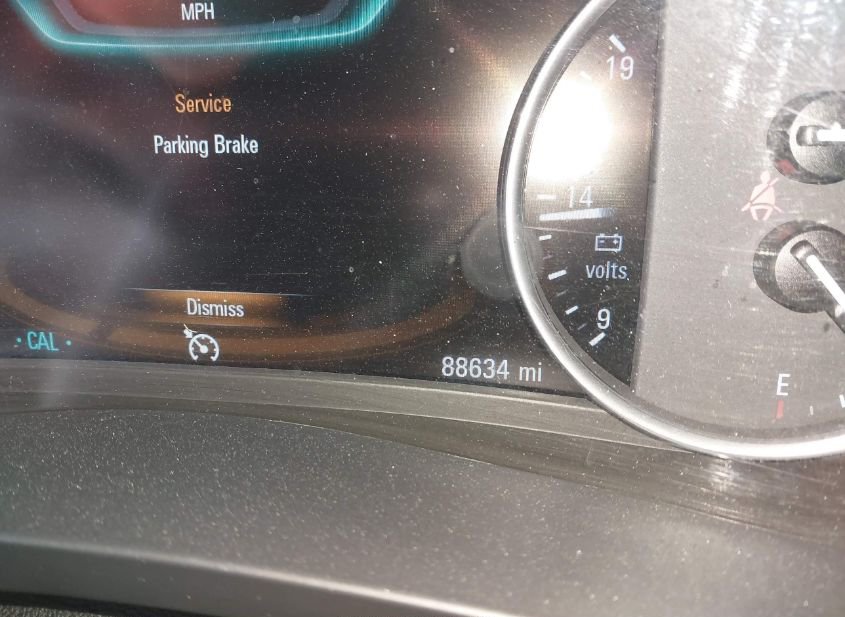 MPH
Service
Parking Brake
Dismiss
· CAL ·
88634 mi
19
14
volts
9
E